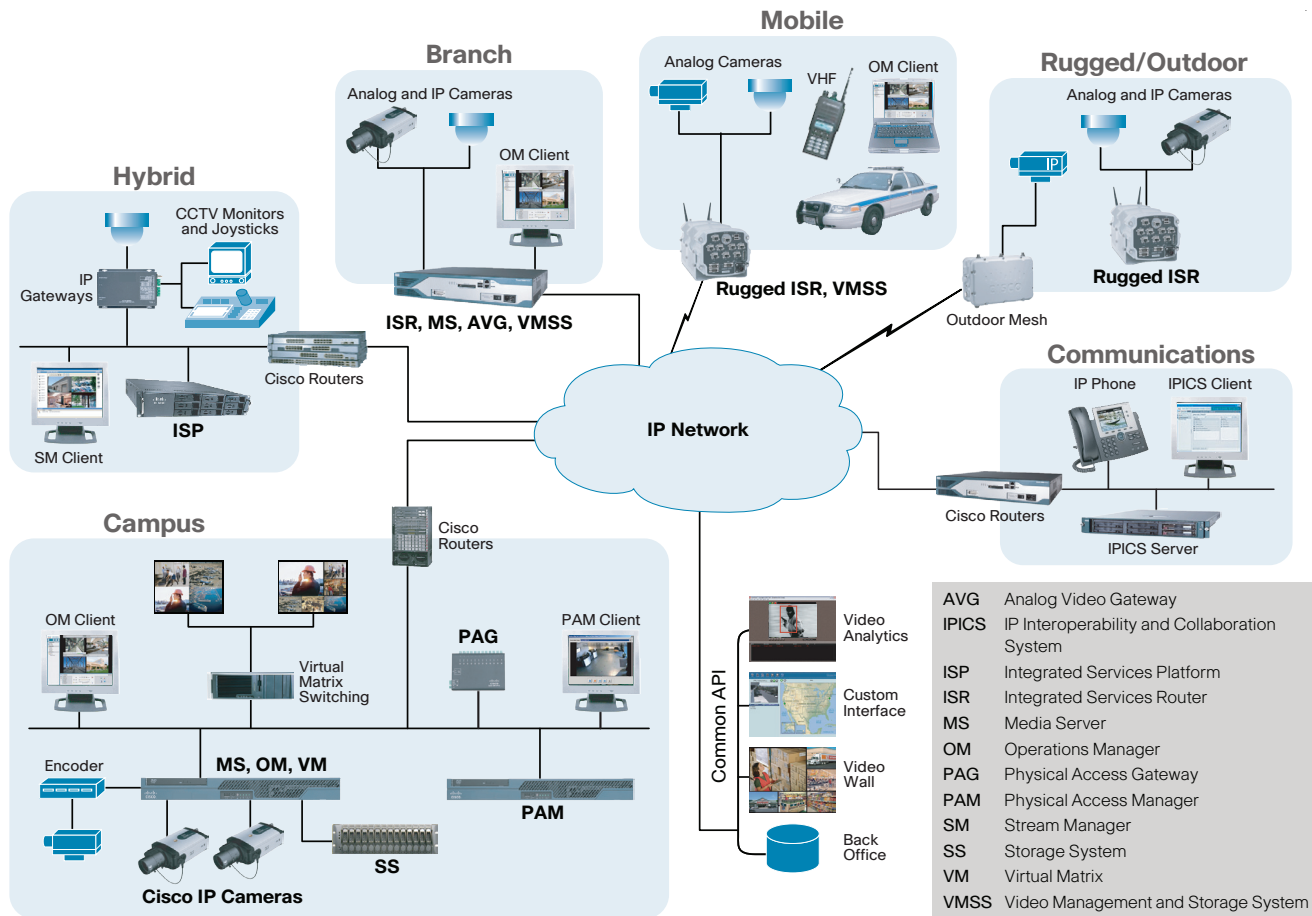 Mobile
Analog Cameras
VHF
OM Client
Branch
Analog and IP Cameras
OM Client
ISR, MS, AVG, VMSS
Rugged/Outdoor
Analog and IP Cameras
IP
Rugged ISR
Outdoor Mesh
Rugged ISR, VMSS
Hybrid
CCTV Monitors
and Joysticks
IP
Gateways
Cisco Routers
SM Client
ISP
IP Network
Communications
IP Phone
IPICS Client
Cisco Routers
IPICS Server
Campus
Cisco
Routers
OM Client
Virtual
Matrix
Switching
PAG
PAM Client
Encoder
MS, OM, VM
PAM
SS
Cisco IP Cameras
Common API
Video
Analytics
Custom
Interface
Video
Wall
Back
Office
AVG Analog Video Gateway
IPICS IP Interoperability and Collaboration
System
ISP Integrated Services Platform
ISR Integrated Services Router
MS Media Server
OM Operations Manager
PAG Physical Access Gateway
PAM Physical Access Manager
SM Stream Manager
SS Storage System
VM Virtual Matrix
VMSS Video Management and Storage System